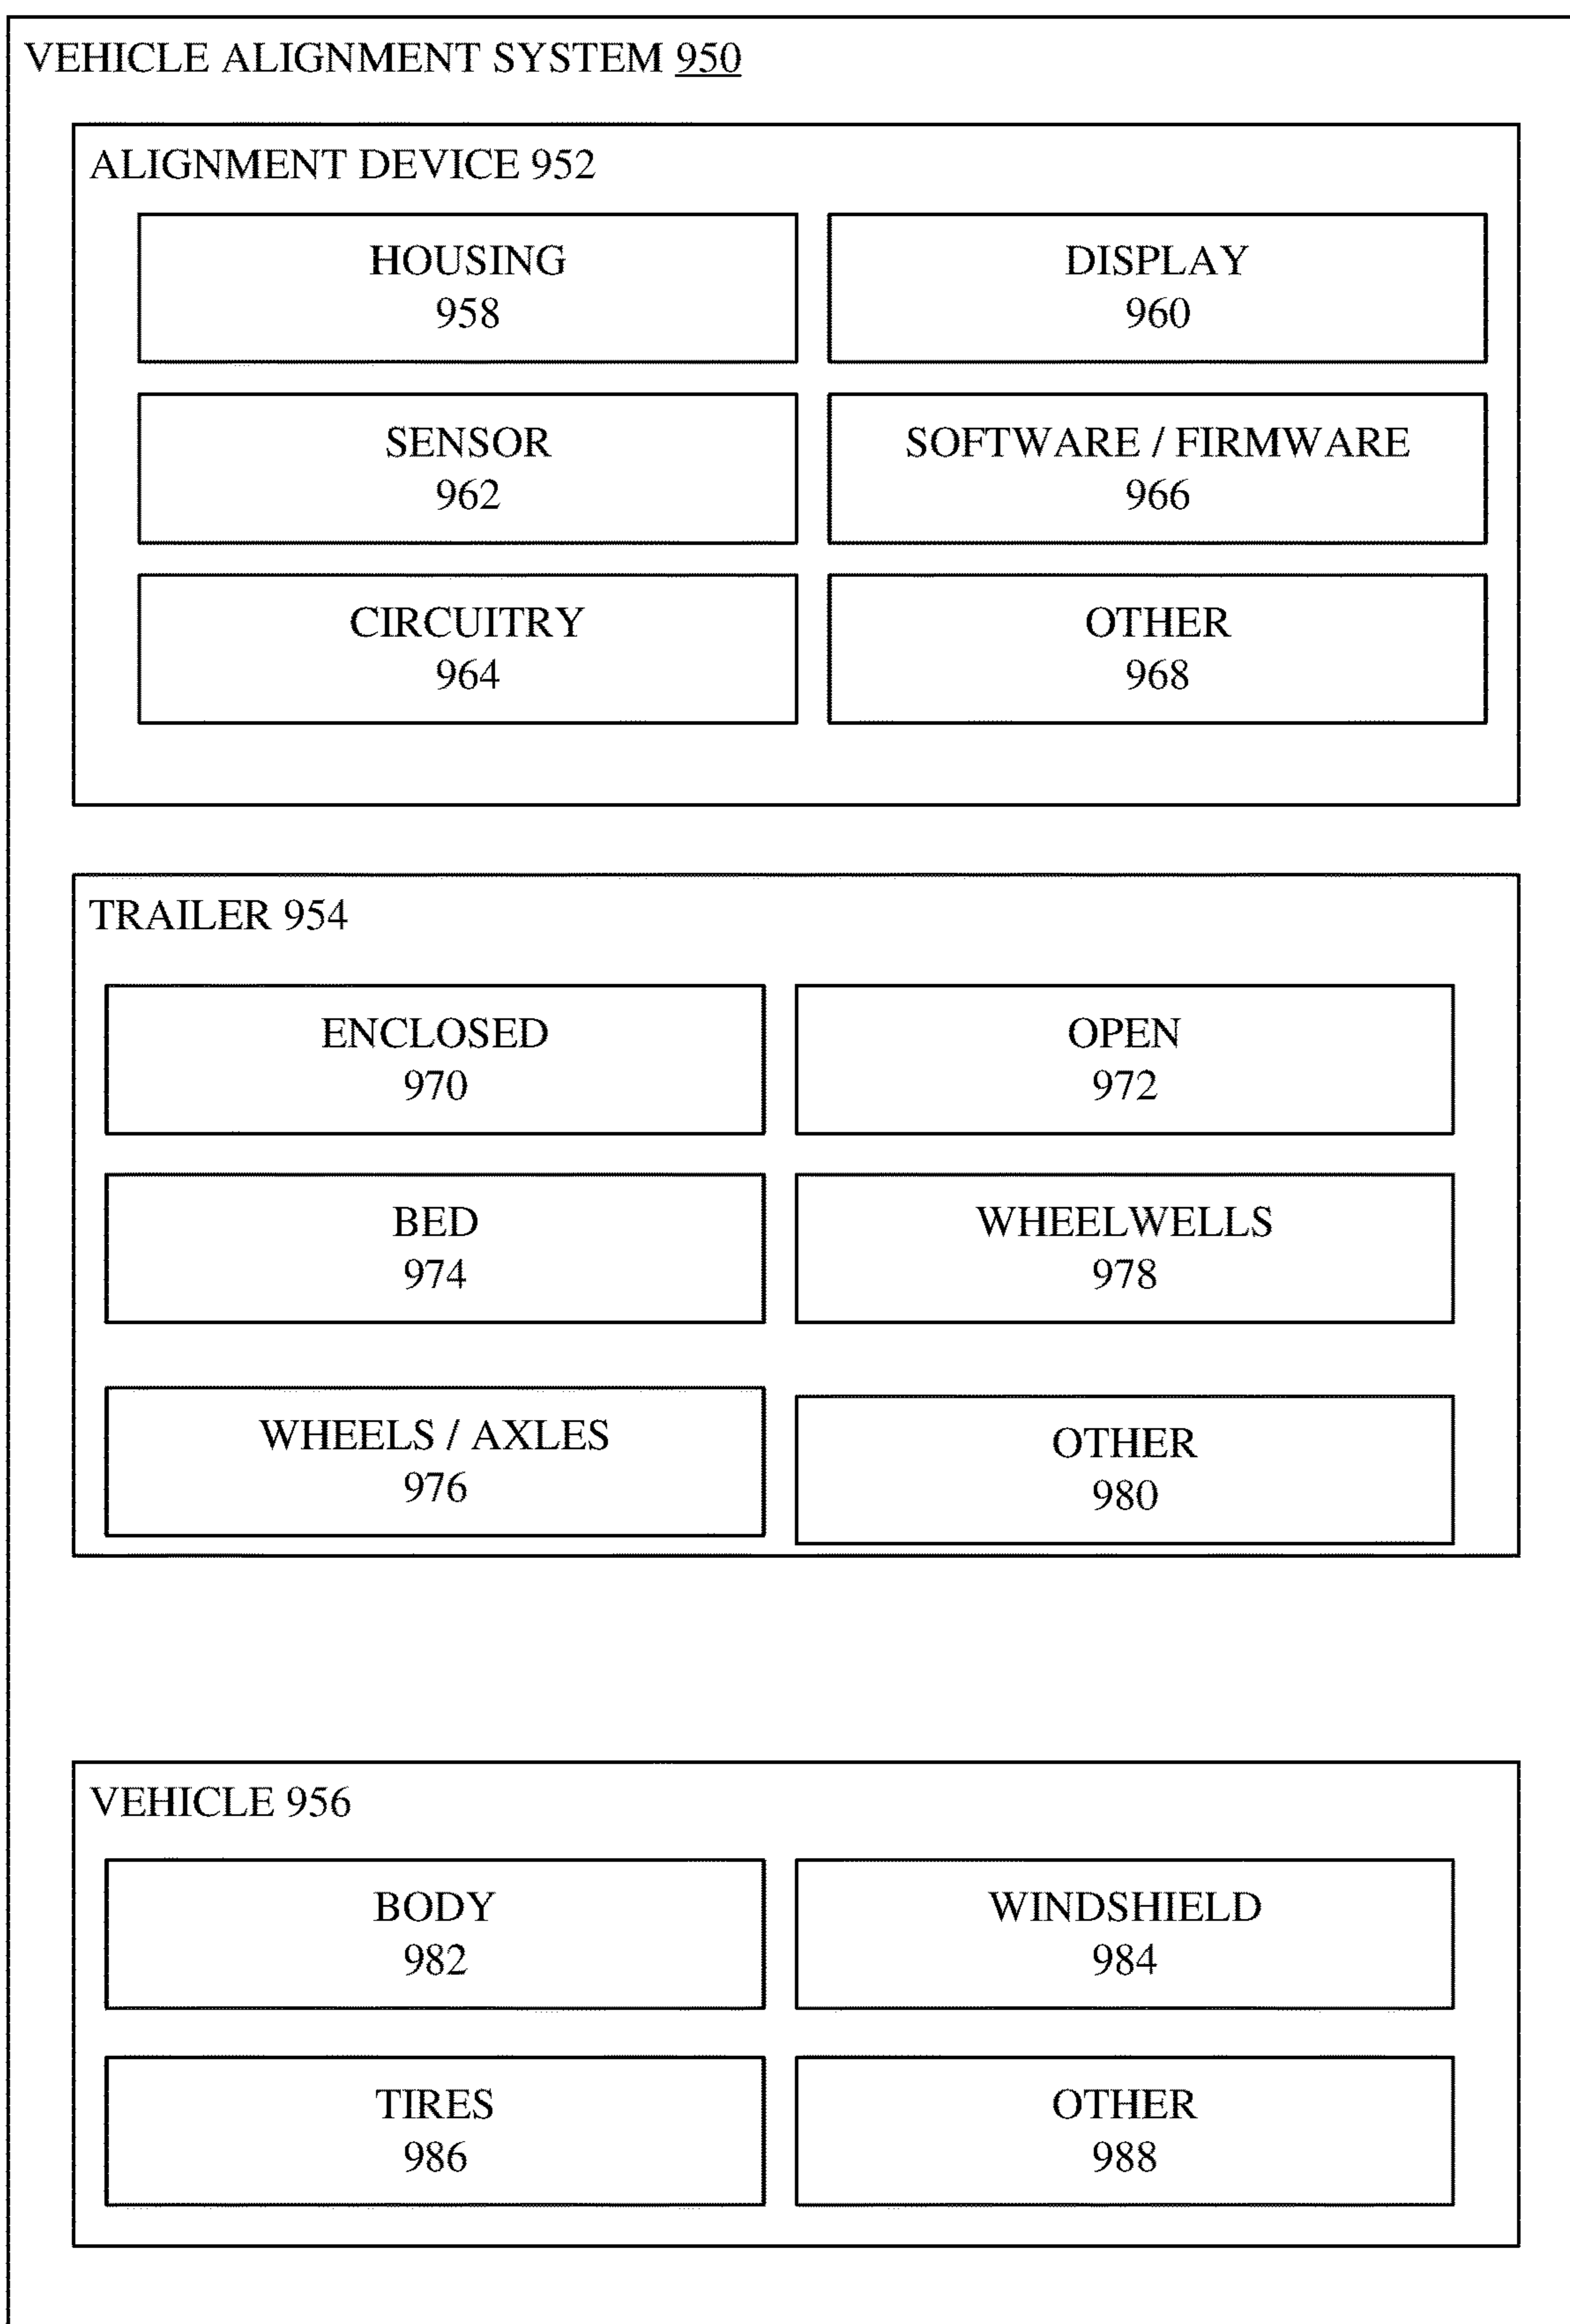 VEHICLE ALIGNMENT SYSTEM 950
ALIGNMENT DEVICE 952
HOUSING
958
DISPLAY
960
SENSOR
962
SOFTWARE / FIRMWARE
966
CIRCUITRY
964
OTHER
968
TRAILER 954
ENCLOSED
970
OPEN
972
BED
974
WHEELWELLS
978
WHEELS / AXLES
976
OTHER
980
VEHICLE 956
BODY
982
WINDSHIELD
984
TIRES
986
OTHER
988